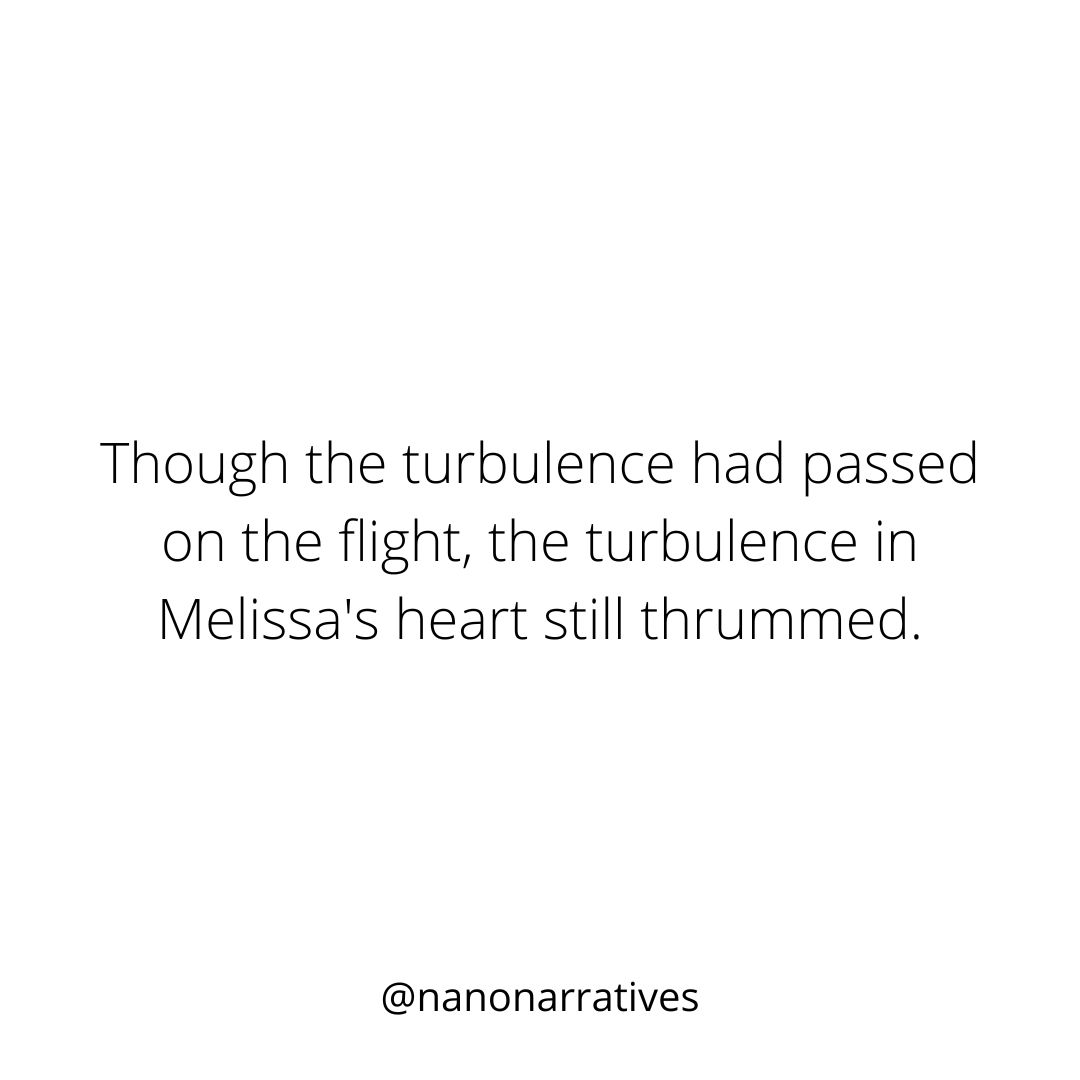 Though the turbulence had passed
on the flight, the turbulence in
Melissa's heart still thrummed.
@nanonarratives